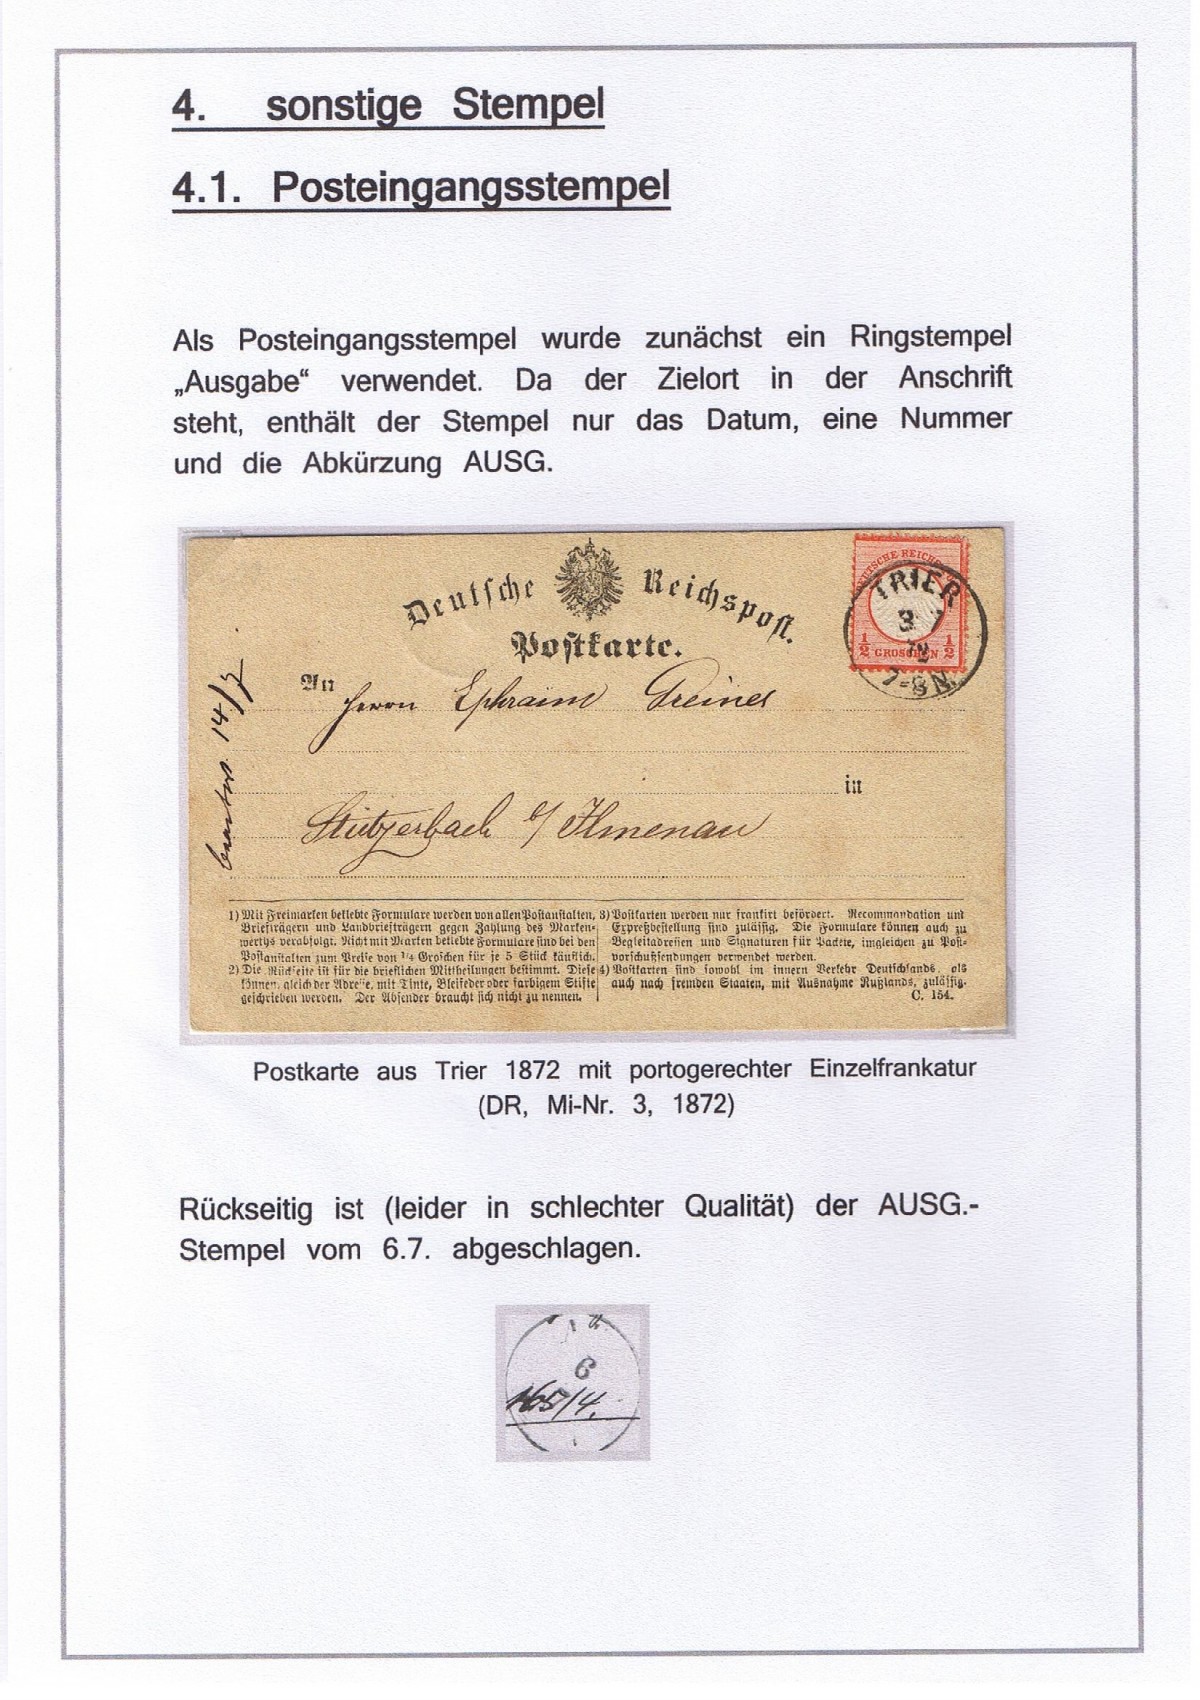 4. sonstige Stempel
4.1. Posteingangsstempel
Als Posteingangsstempel wurde zunächst ein Ringstempel
„Ausgabe“ verwendet. Da der Zielort in der Anschrift
steht, enthält der Stempel nur das Datum, eine Nummer
und die Abkürzung AUSG.
Deutsche Reichspost.
Postkarte.
DEUTSCHE REICHS
1/2 GROSCHEN 1/2
TRIER
3 7
72
7-8 N.
An Herrn Ephraim Greiner
in
Stützerbach b/ Ilmenau
14/7
1) Mit Freimarken beklebte Formulare werden von allen Postanstalten,
Briefträgern und Landbriefträgern gegen Zahlung des Marken-
werths verabfolgt. Nicht mit Marken beklebte Formulare sind bei den
Postanstalten zum Preise von 1/4 Groschen für je 5 Stück käuflich.
2) Die Rückseite ist für die brieflichen Mittheilungen bestimmt. Diese
können, gleich der Adresse, mit Tinte, Bleifeder oder farbigem Stifte
geschrieben werden. Der Absender braucht sich nicht zu nennen.
3) Postkarten werden nur frankirt befördert. Recommandation und
Expreßbestellung sind zulässig. Die Formulare können auch zu
Begleitadressen und Signaturen für Packete, imgleichen zu Post-
vorschußsendungen verwendet werden.
4) Postkarten sind sowohl im innern Verkehr Deutschlands, als
auch nach fremden Staaten, mit Ausnahme Rußlands, zulässig.
C. 154.
Postkarte aus Trier 1872 mit portogerechter Einzelfrankatur
(DR, Mi-Nr. 3, 1872)
Rückseitig ist (leider in schlechter Qualität) der AUSG.-
Stempel vom 6.7. abgeschlagen.
6